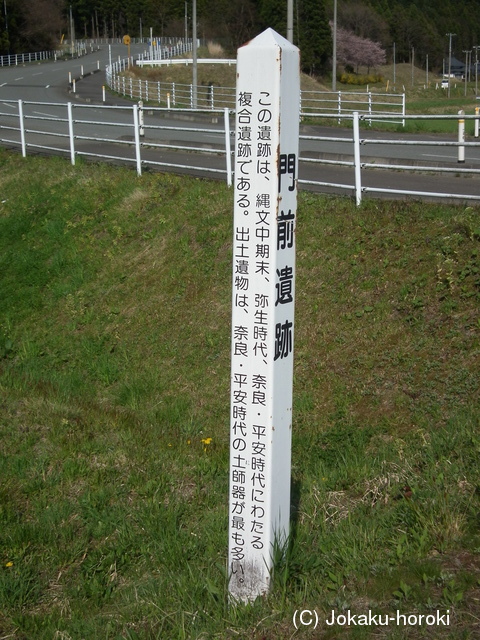 門前遺跡
この遺跡は、縄文中期末、弥生時代、奈良・平安時代にわたる
複合遺跡である。出土遺物は、奈良・平安時代の土師器が最も多い。
(C) Jokaku-horoki